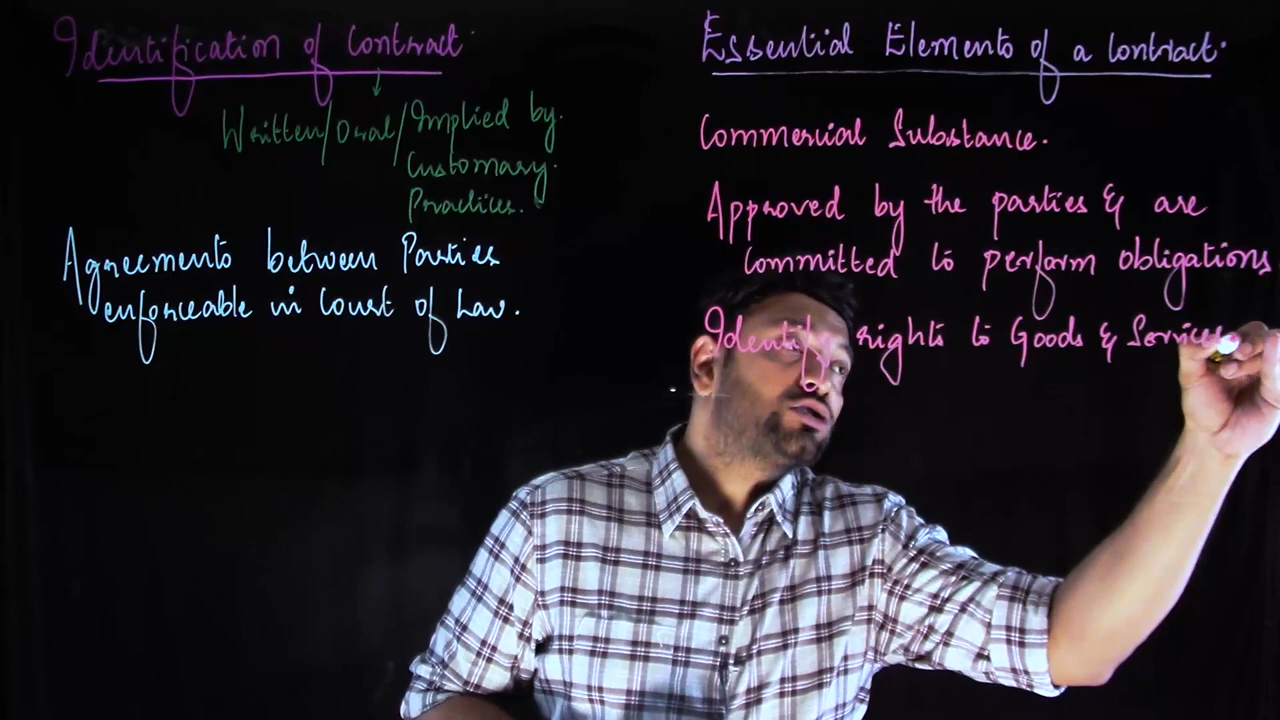 Identification of Contract.
Written/Oral/Implied by.
Customary.
Practices.
Agreements between Parties
enforceable in Court of Law.
Essential Elements of a Contract.
Commercial Substance.
Approved by the parties & are
committed to perform obligations
Identify rights to Goods & Services